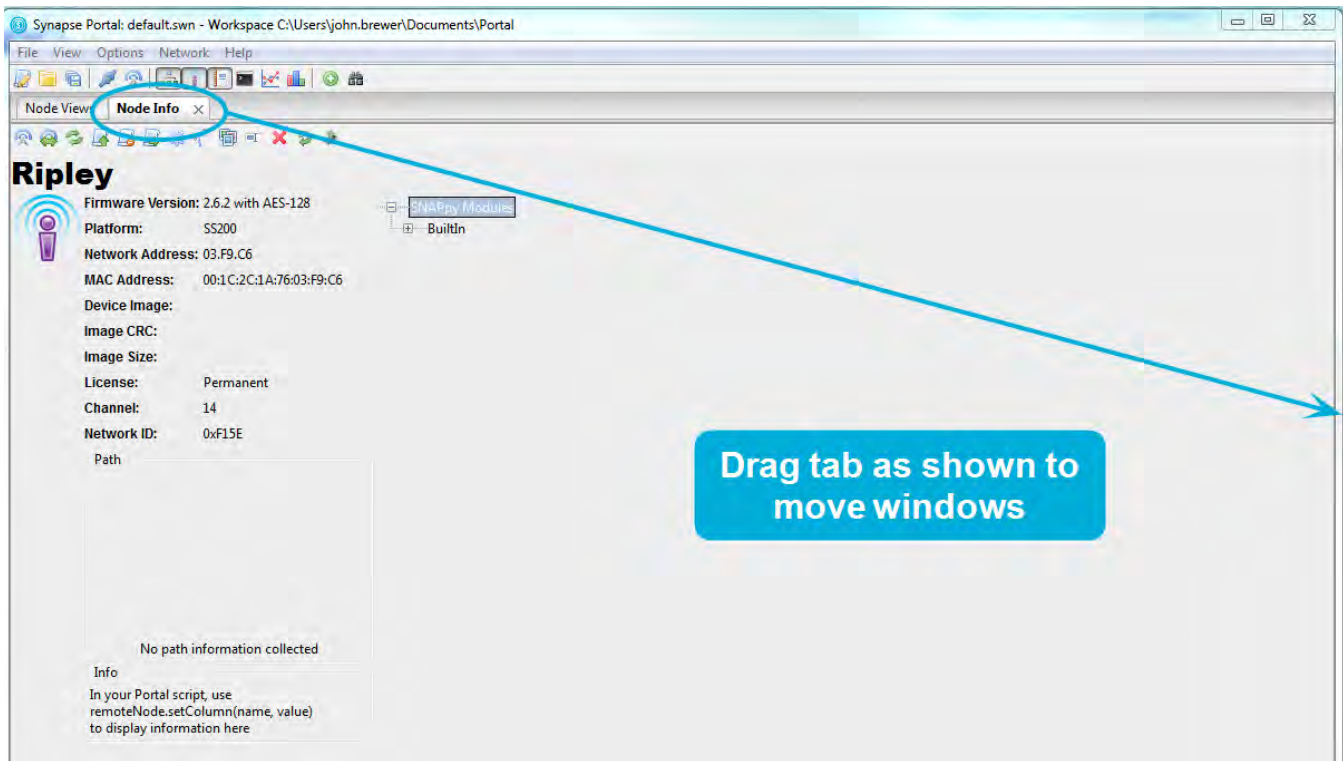 Synapse Portal: default.swn - Workspace C:\Users\john.brewer\Documents\Portal
File View Options Network Help
Node Views Node Info
Ripley
Firmware Version: 2.6.2 with AES-128
Platform: SS200
Network Address: 03.F9.C6
MAC Address: 00:1C:2C:1A:76:03:F9:C6
Device Image:
Image CRC:
Image Size:
License: Permanent
Channel: 14
Network ID: 0xF15E
SNAPpy Modules
BuiltIn
Path
No path information collected
Info
In your Portal script, use
remoteNode.setColumn(name, value)
to display information here
Drag tab as shown to
move windows